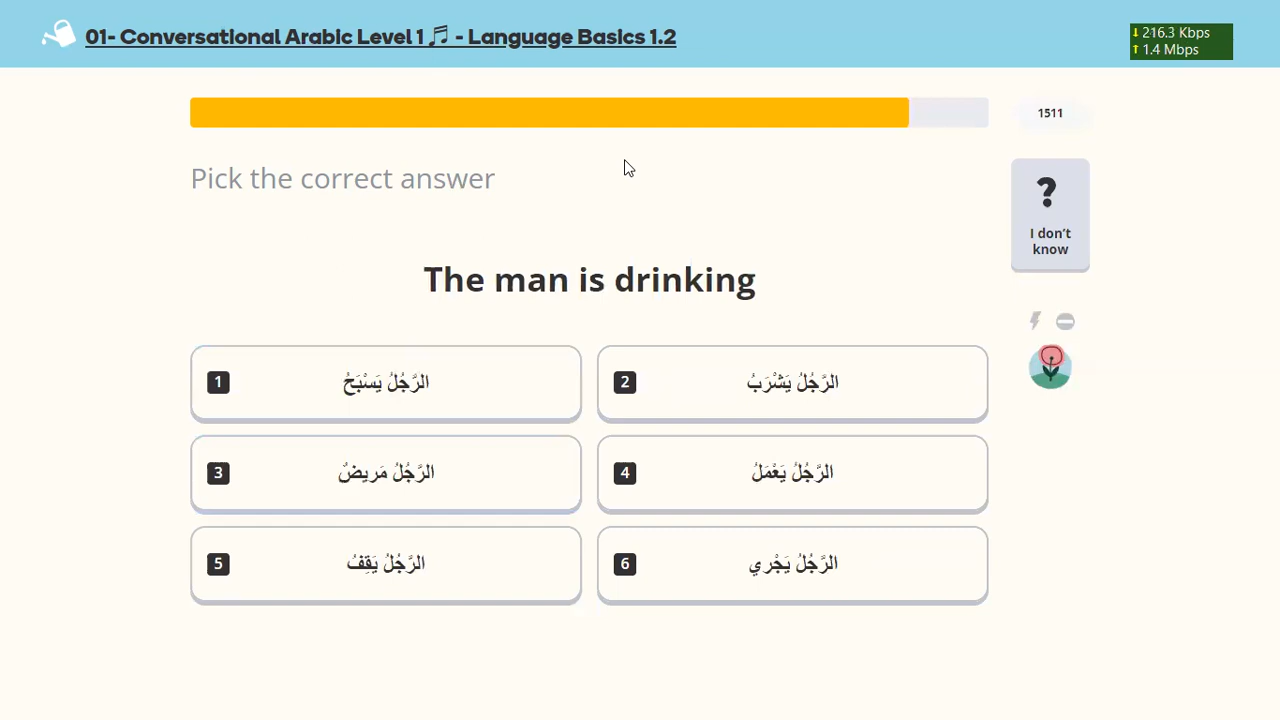 01- Conversational Arabic Level 1 🎵 - Language Basics 1.2
↓ 216.3 Kbps
↑ 1.4 Mbps
1511
Pick the correct answer
?
I don't
know
The man is drinking
1 الرَّجُلُ يَسْبَحُ
2 الرَّجُلُ يَشْرَبُ
3 الرَّجُلُ مَريضٌ
4 الرَّجُلُ يَعْمَلُ
5 الرَّجُلُ يَقِفُ
6 الرَّجُلُ يَجْري